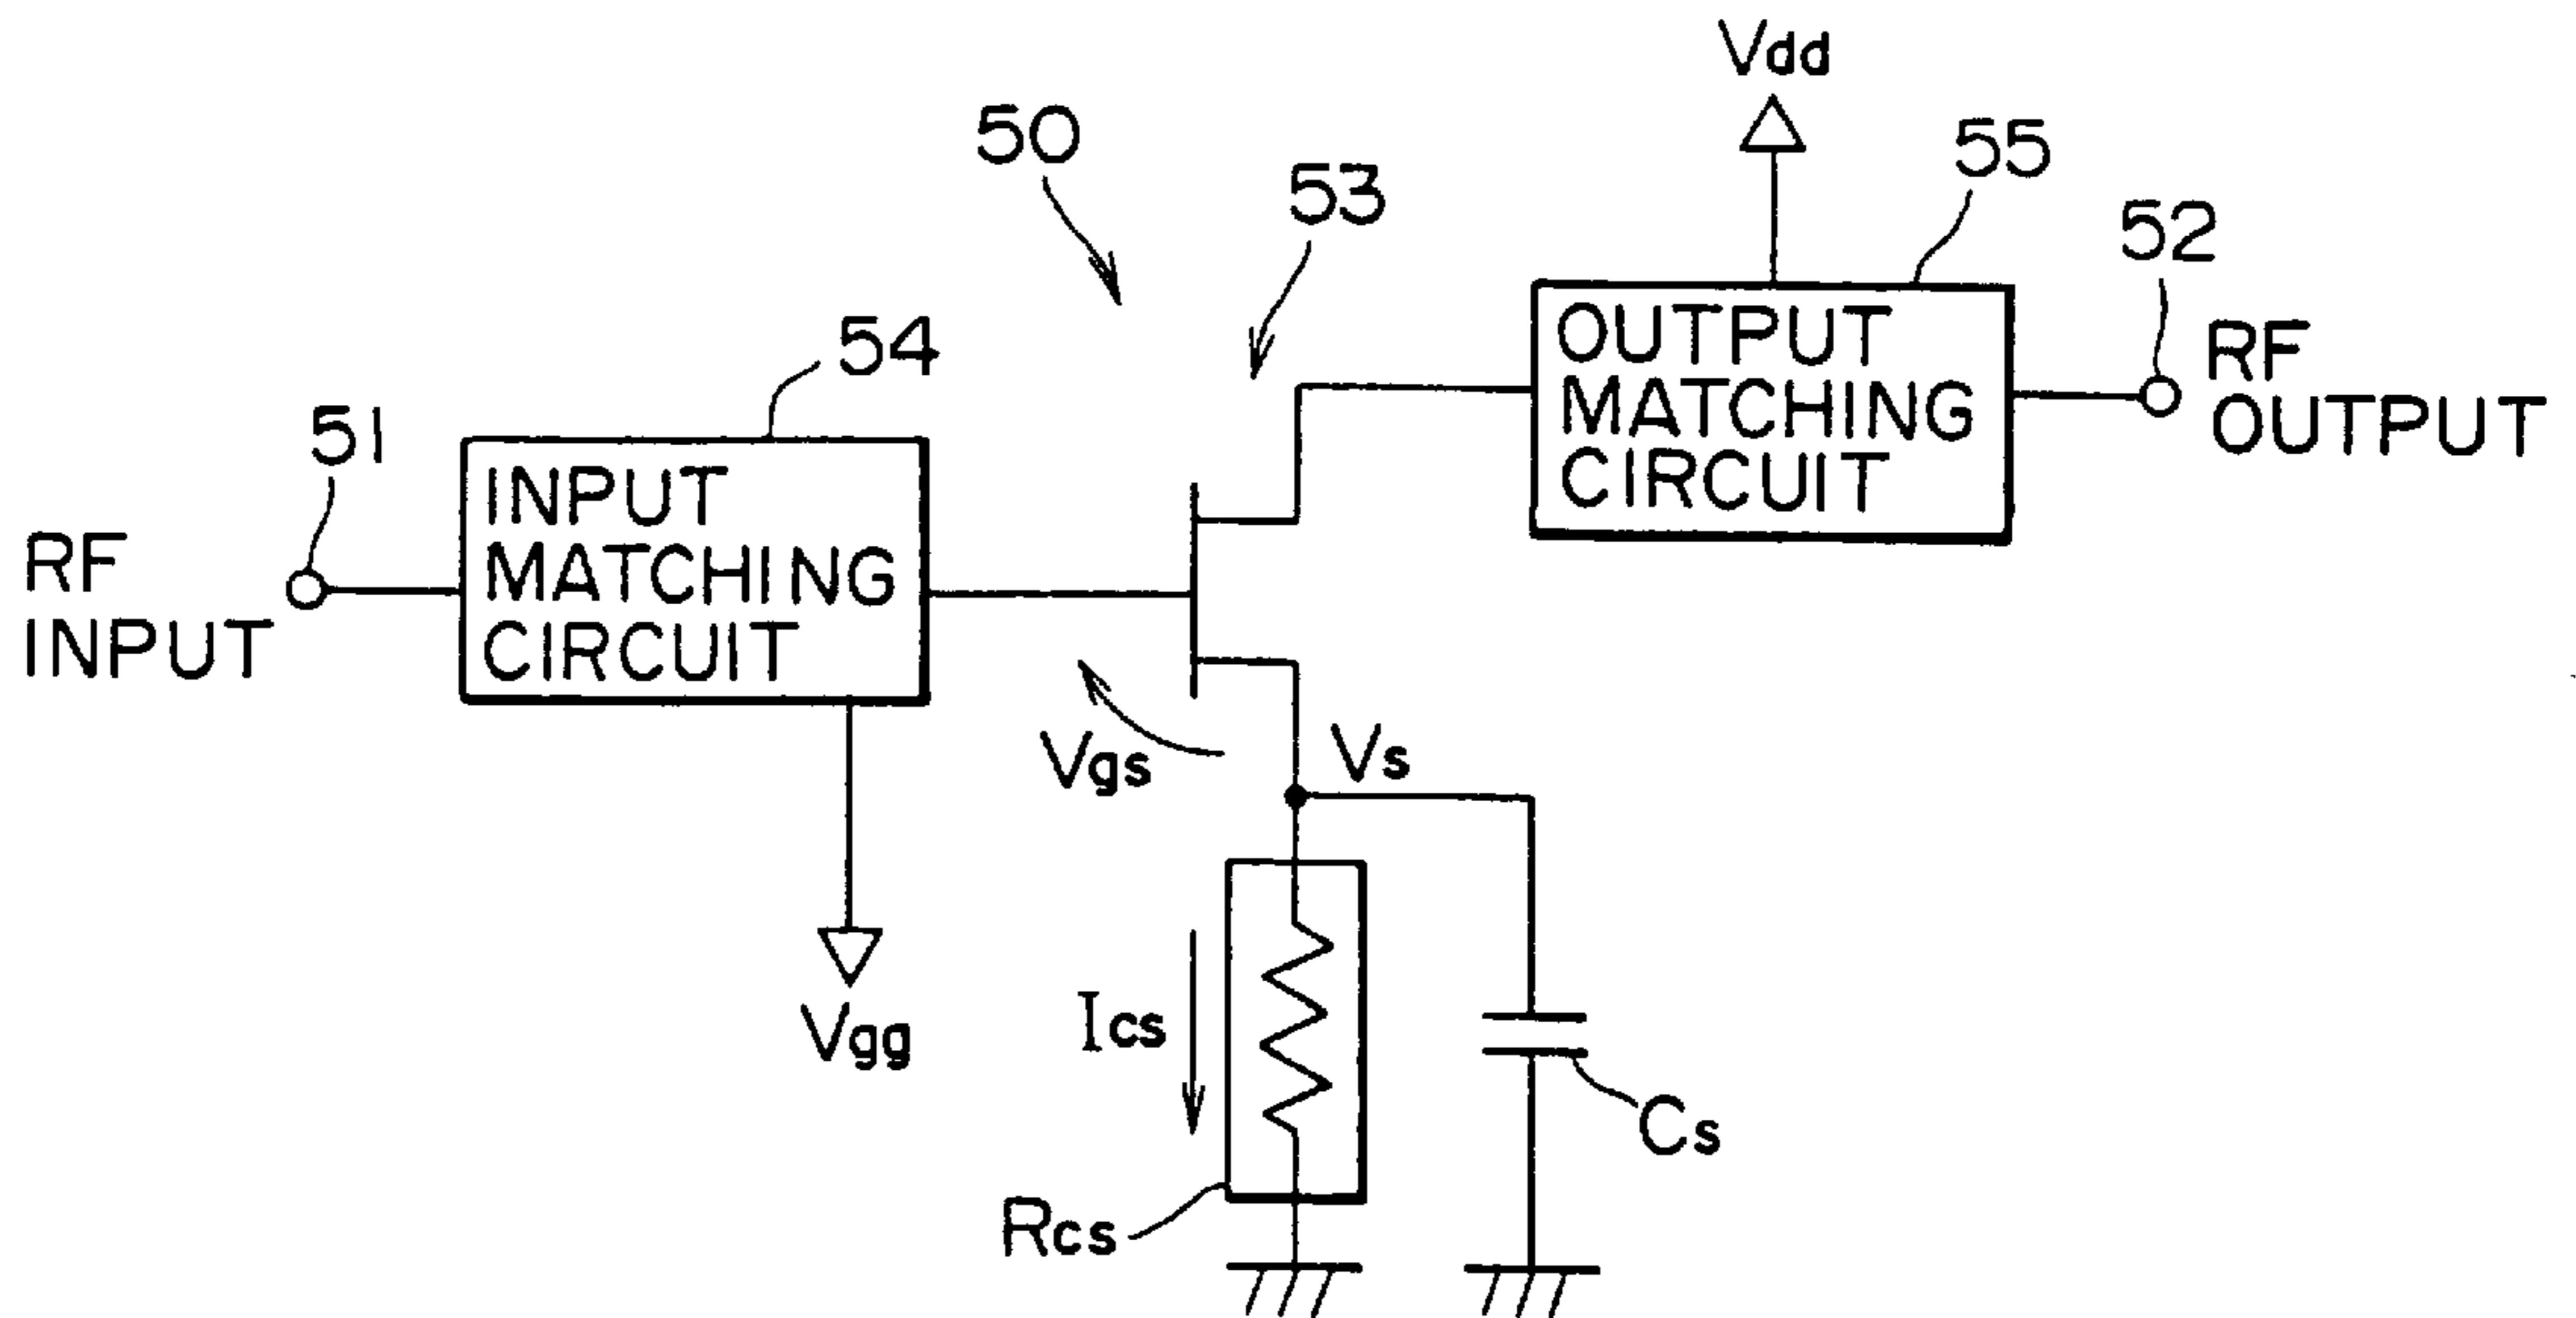 Vdd
50
53
55
52
54
51
RF
INPUT
INPUT
MATCHING
CIRCUIT
OUTPUT
MATCHING
CIRCUIT
RF
OUTPUT
Vgs
Vs
Vgg
Ics
Cs
Rcs